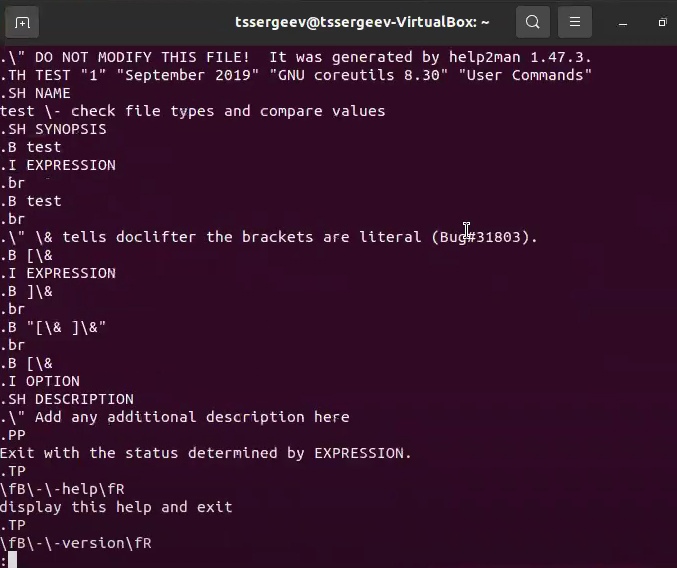 tssergeev@tssergeev-VirtualBox: ~
.\" DO NOT MODIFY THIS FILE!  It was generated by help2man 1.47.3.
.TH TEST "1" "September 2019" "GNU coreutils 8.30" "User Commands"
.SH NAME
test \- check file types and compare values
.SH SYNOPSIS
.B test
.I EXPRESSION
.br
.B test
.br
.\" \& tells doclifter the brackets are literal (Bug#31803).
.B [\&
.I EXPRESSION
.B ]\&
.br
.B "[\& ]\&"
.br
.B [\&
.I OPTION
.SH DESCRIPTION
.\" Add any additional description here
.PP
Exit with the status determined by EXPRESSION.
.TP
\fB\-\-help\fR
display this help and exit
.TP
\fB\-\-version\fR
: